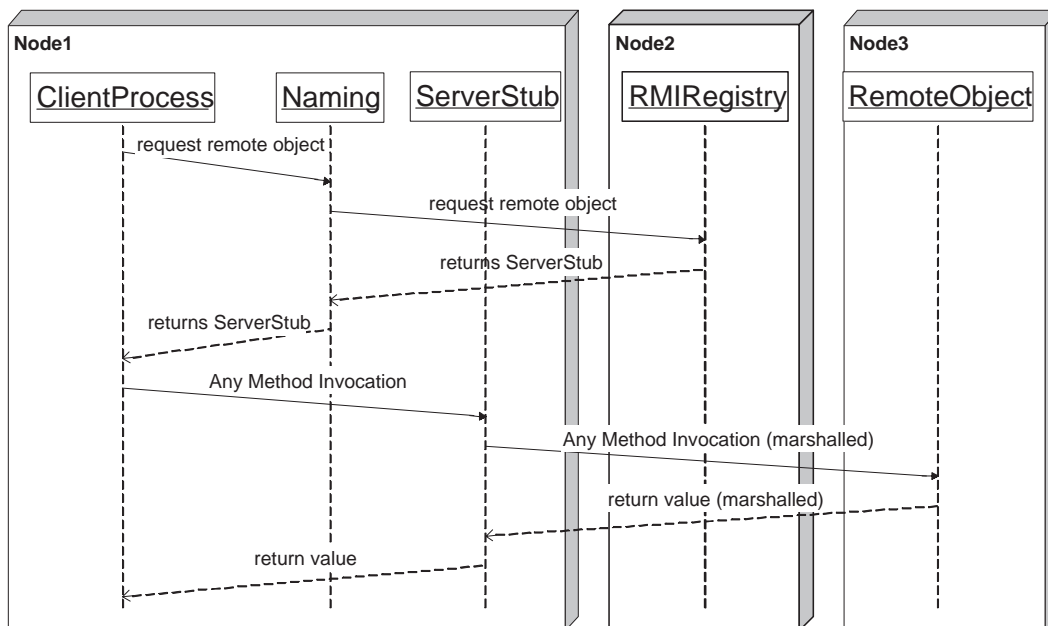 Node1
Node2
Node3
ClientProcess
Naming
ServerStub
RMIRegistry
RemoteObject
request remote object
request remote object
returns ServerStub
returns ServerStub
Any Method Invocation
Any Method Invocation (marshalled)
return value (marshalled)
return value